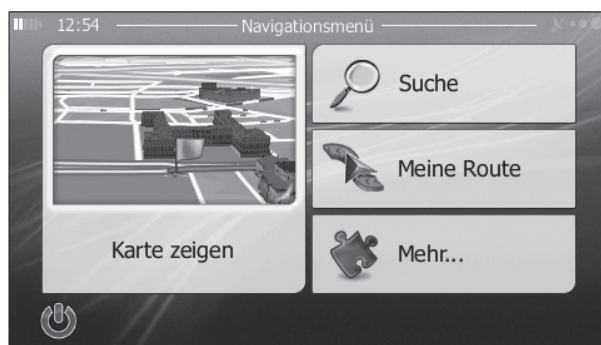 12:54
Navigationsmenü
Suche
Meine Route
Karte zeigen
Mehr...